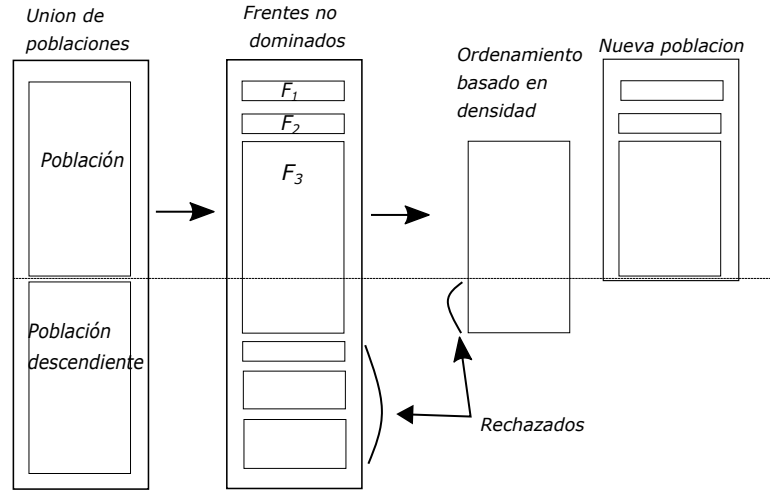 Union de
poblaciones
Frentes no
dominados
Ordenamiento
basado en
densidad
Nueva poblacion
Población
F1
F2
F3
Población
descendiente
Rechazados